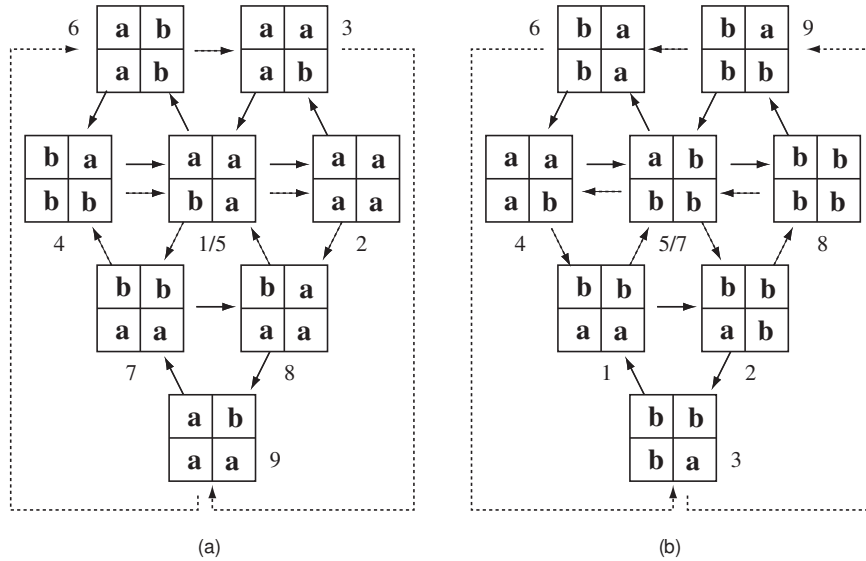 6 a b a a 3 6 b a b a 9
a b a b b b b b
b a a a a a a a a b b b
b b b a a a a b b b b b
4 1/5 2 4 5/7 8
b b b a b b b b
a a a a a a a b
7 8 1 2
a b b b
a a 9 b a 3
(a) (b)